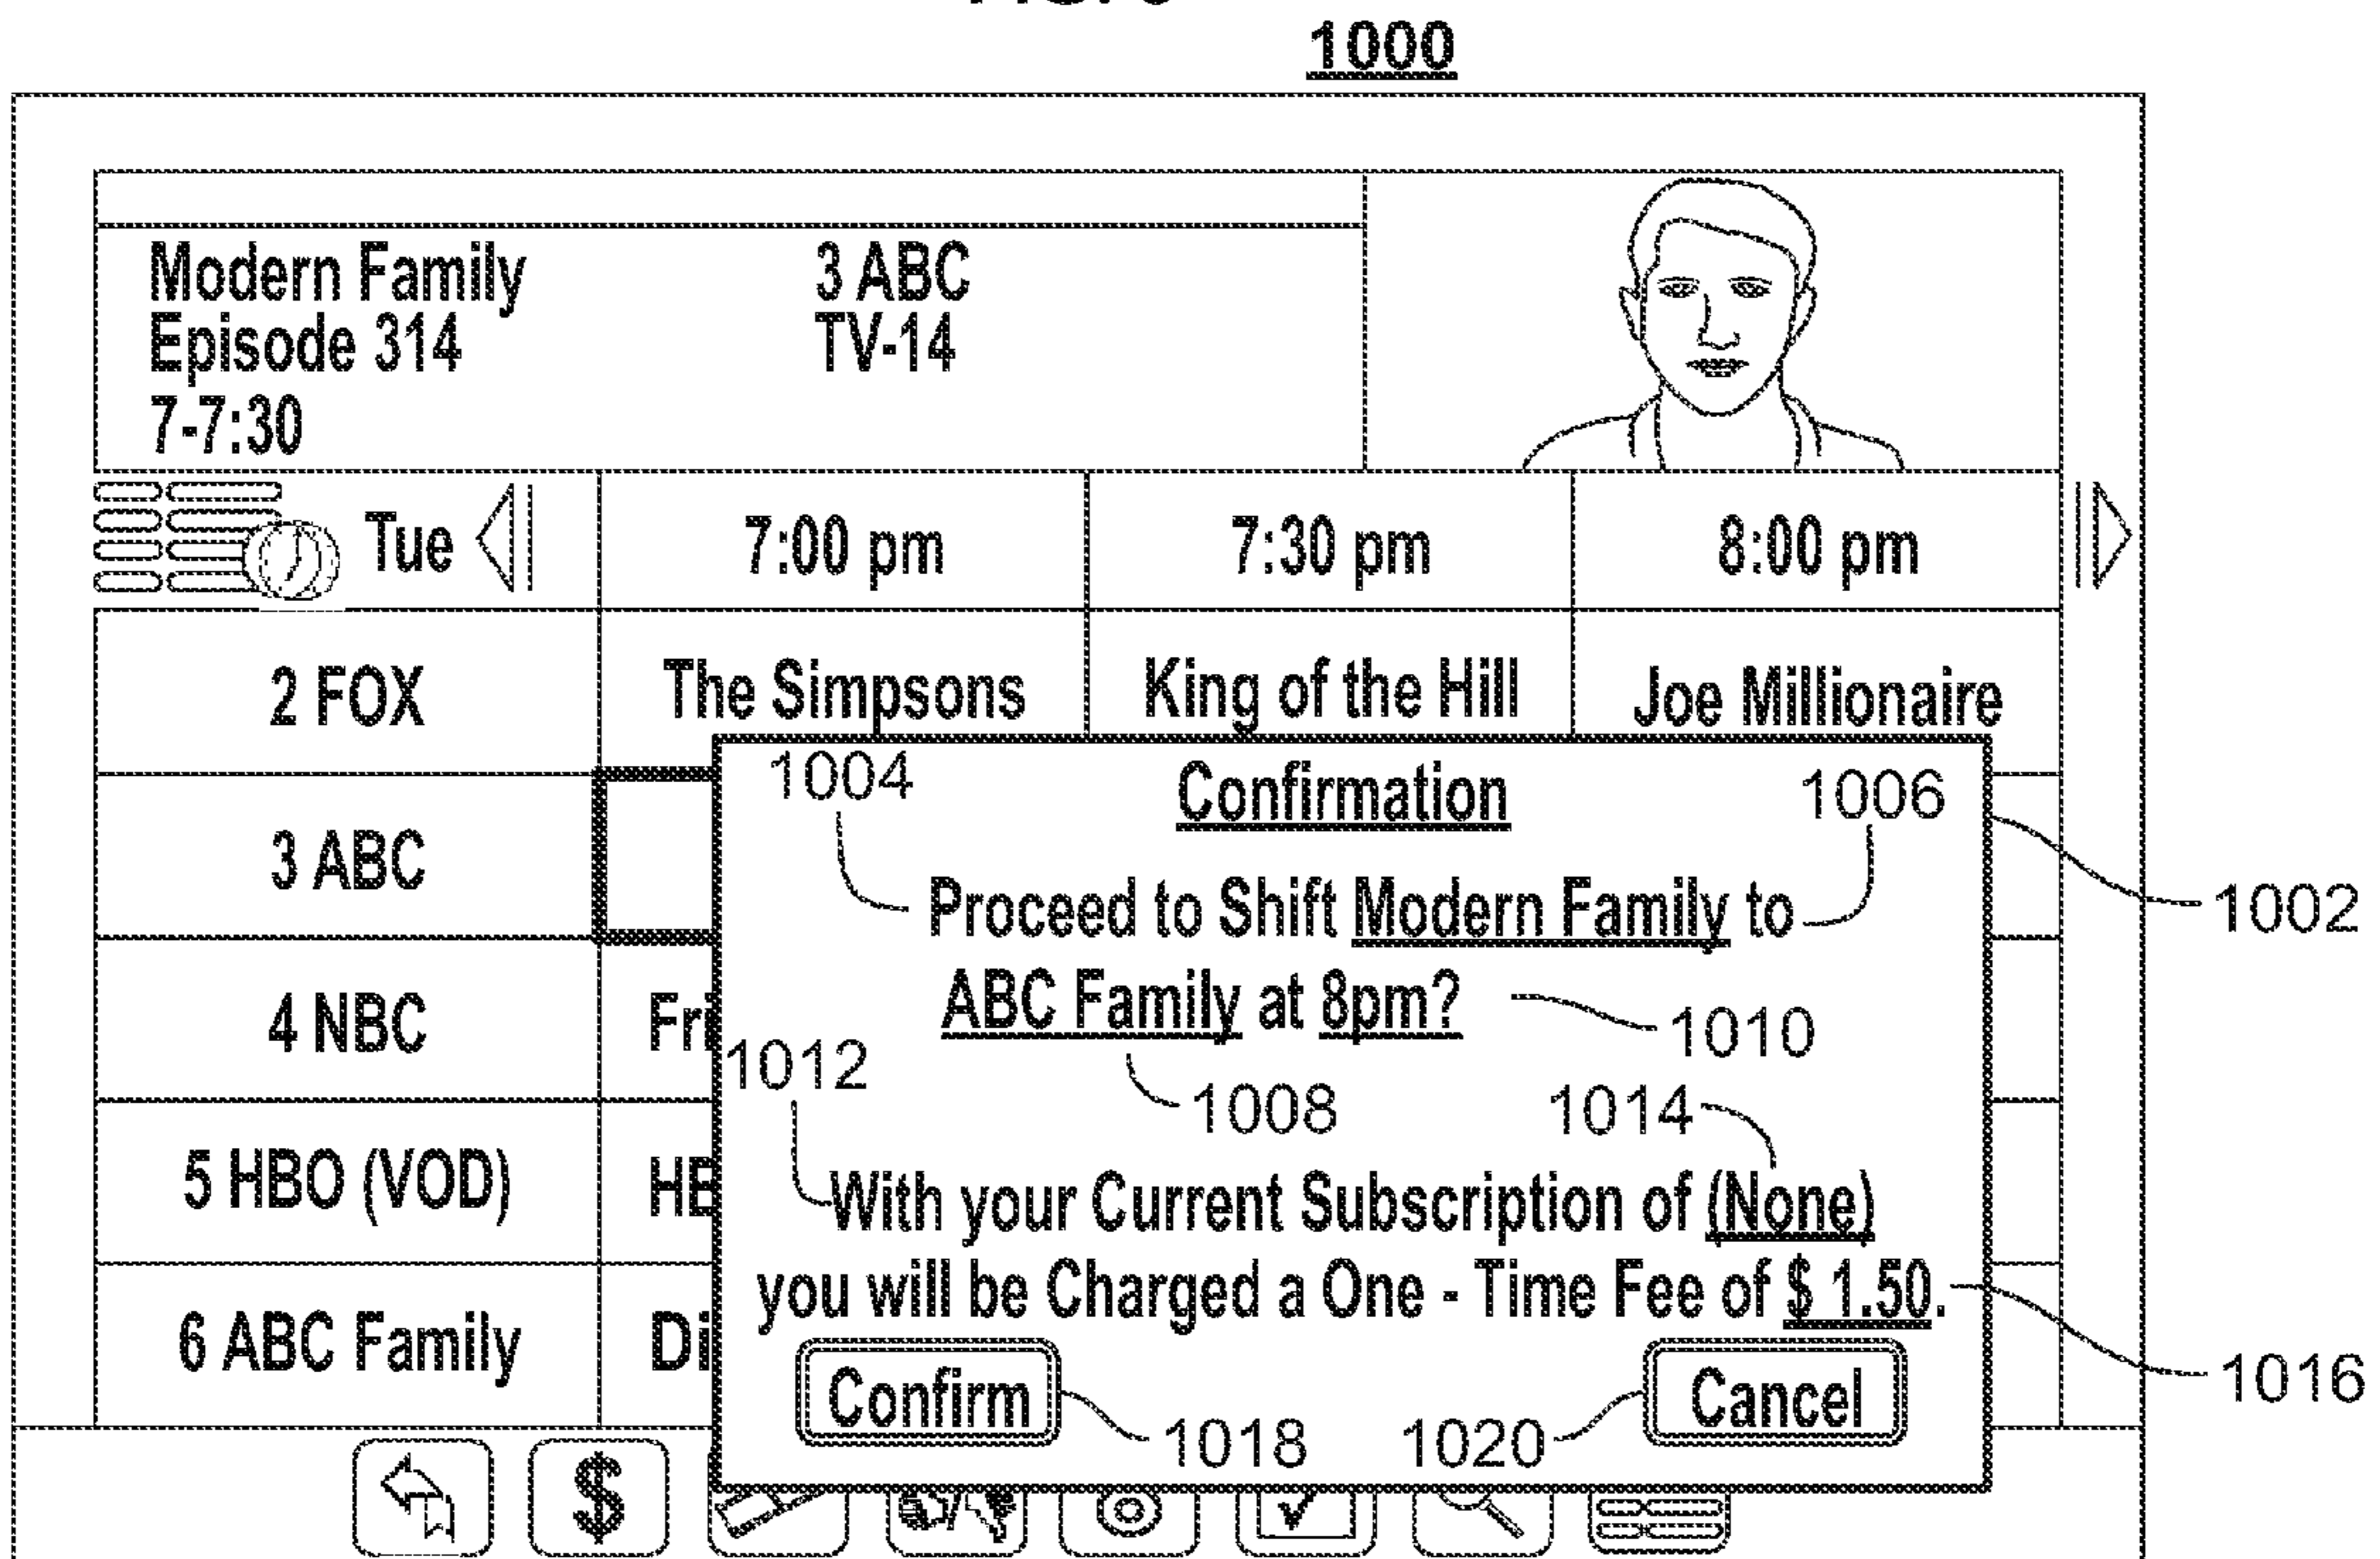 1000
Modern Family 3 ABC
Episode 314 TV-14
7-7:30
Tue 7:00 pm 7:30 pm 8:00 pm
2 FOX The Simpsons King of the Hill Joe Millionaire
1004 Confirmation 1006
3 ABC
Proceed to Shift Modern Family to 1002
4 NBC Fri ABC Family at 8pm? 1010
1012 1008 1014
5 HBO (VOD) HB With your Current Subscription of (None)
you will be Charged a One - Time Fee of $ 1.50.
6 ABC Family Di 1016
Confirm 1018 1020 Cancel
$